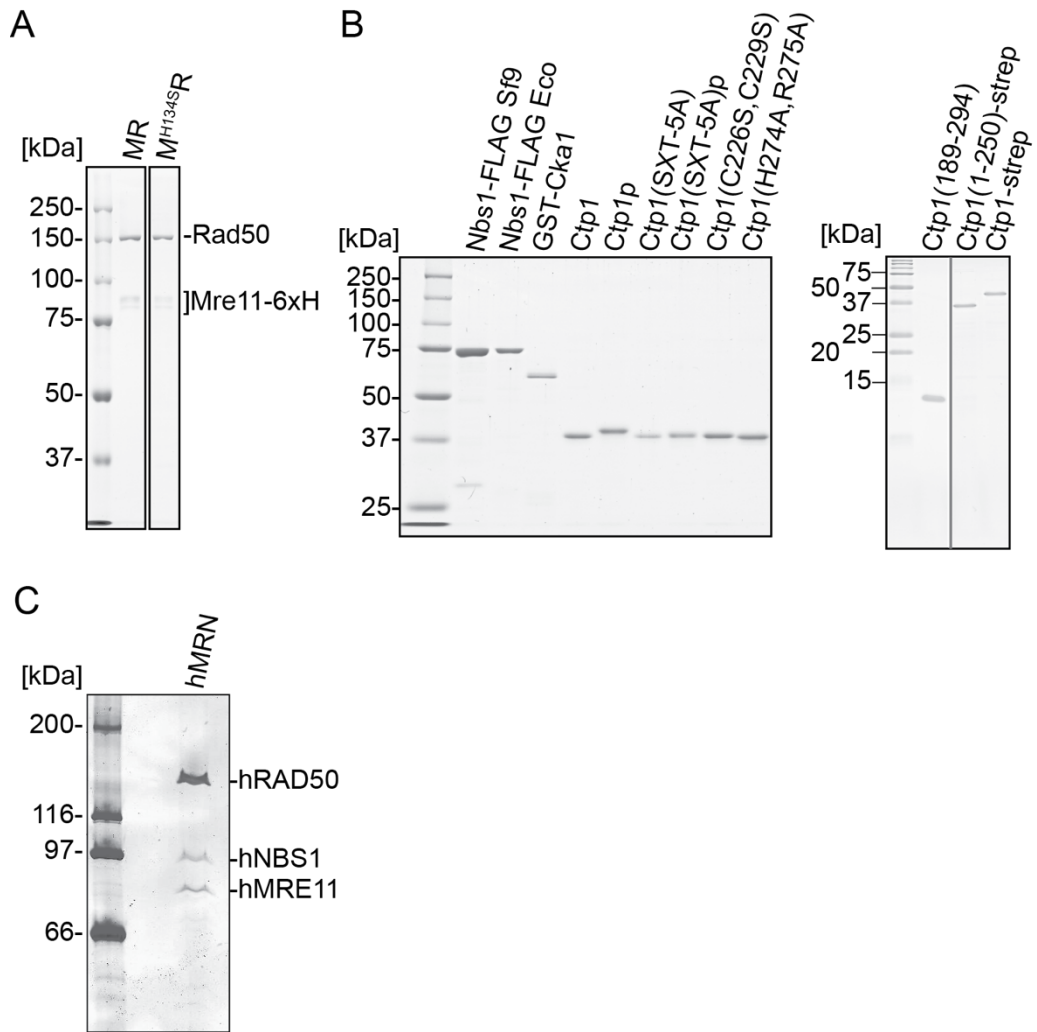 A
[kDa]
MR
M^H134S R
250-
150-
100-
75-
50-
37-
-Rad50
]Mre11-6xH
B
[kDa]
Nbs1-FLAG Sf9
Nbs1-FLAG Eco
GST-Cka1
Ctp1
Ctp1p
Ctp1(SXT-5A)
Ctp1(SXT-5A)p
Ctp1(C226S,C229S)
Ctp1(H274A,R275A)
250-
150-
100-
75-
50-
37-
25-
[kDa]
Ctp1(189-294)
Ctp1(1-250)-strep
Ctp1-strep
75-
50-
37-
25-
20-
15-
C
[kDa]
hMRN
200-
116-
97-
66-
-hRAD50
-hNBS1
-hMRE11